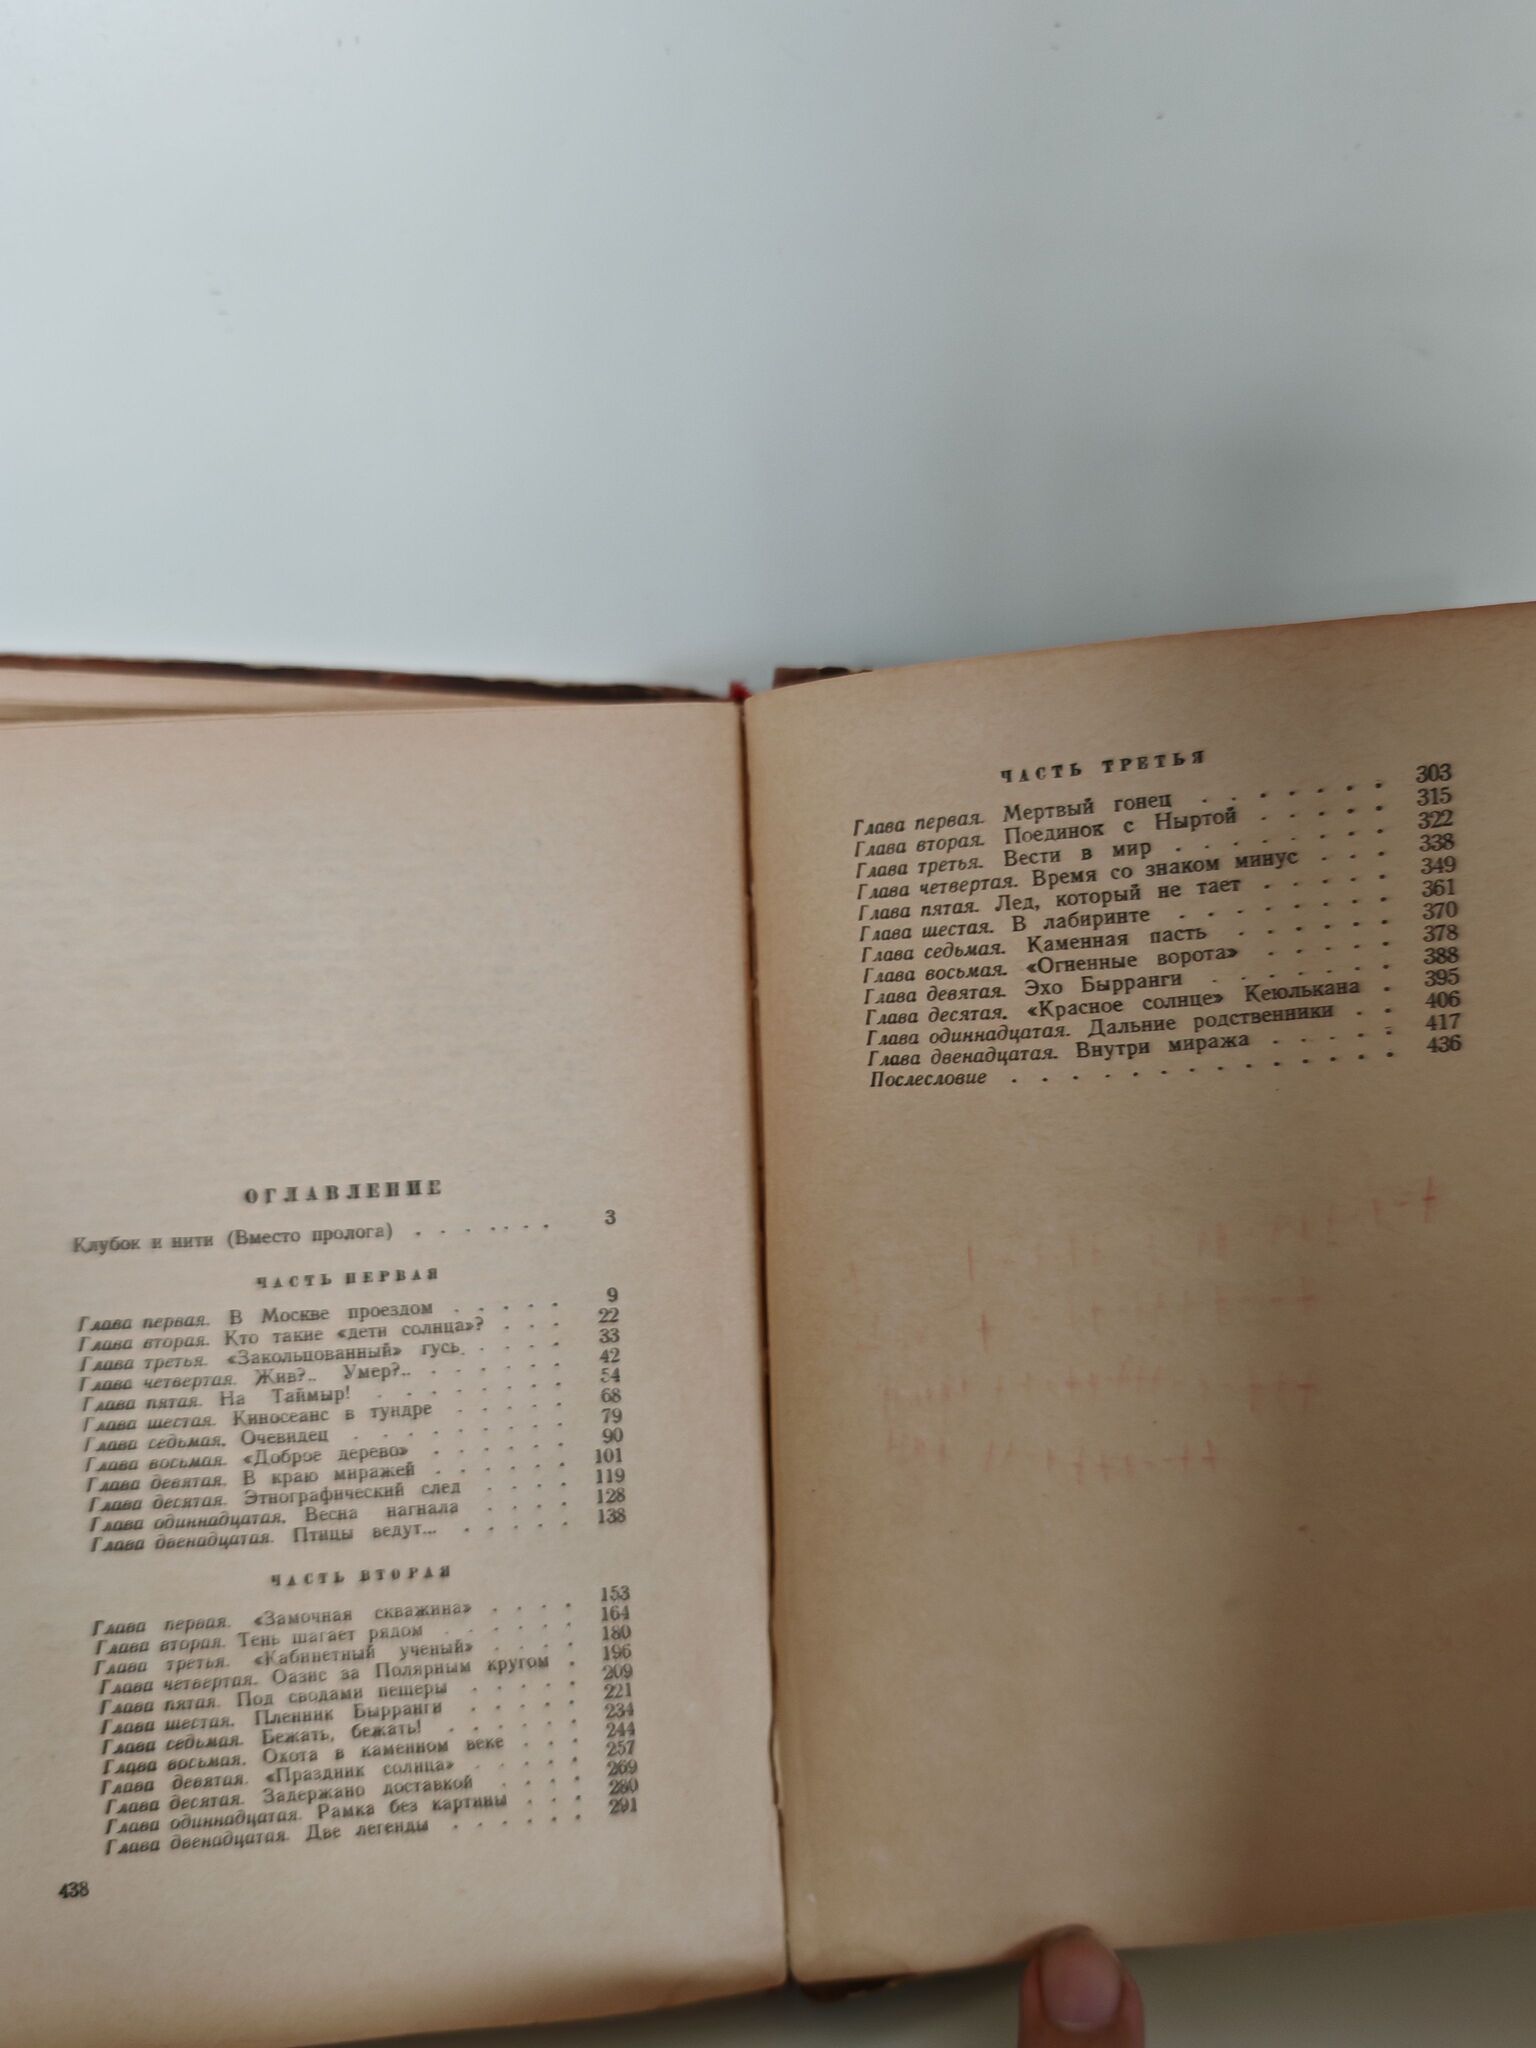 ОГЛАВЛЕНИЕ
Клубок и нити (Вместо пролога) . . . . . . . 3
ЧАСТЬ ПЕРВАЯ
Глава первая. В Москве проездом . . . . . 9
Глава вторая. Кто такие «дети солнца»? . . . 22
Глава третья. «Закольцованный» гусь . . . . 33
Глава четвертая. Жив?.. Умер?.. . . . . . 42
Глава пятая. На Таймыр! . . . . . . . 54
Глава шестая. Киносеанс в тундре . . . . . 68
Глава седьмая. Очевидец . . . . . . . . 79
Глава восьмая. «Доброе дерево» . . . . . 90
Глава девятая. В краю миражей . . . . . . 101
Глава десятая. Этнографический след . . . . 119
Глава одиннадцатая. Весна нагнала . . . . 128
Глава двенадцатая. Птицы ведут... . . . . . 138
ЧАСТЬ ВТОРАЯ
Глава первая. «Замочная скважина» . . . . 153
Глава вторая. Тень шагает рядом . . . . . 164
Глава третья. «Кабинетный ученый» . . . . 180
Глава четвертая. Оазис за Полярным кругом . 196
Глава пятая. Под сводами пещеры . . . . . 209
Глава шестая. Пленник Бырранги . . . . . 221
Глава седьмая. Бежать, бежать! . . . . . 234
Глава восьмая. Охота в каменном веке . . . 244
Глава девятая. «Праздник солнца» . . . . . 257
Глава десятая. Задержано доставкой . . . . 269
Глава одиннадцатая. Рамка без картины . . . 280
Глава двенадцатая. Две легенды . . . . . 291
438
ЧАСТЬ ТРЕТЬЯ
Глава первая. Мертвый гонец . . . . . . . 303
Глава вторая. Поединок с Ныртой . . . . . 315
Глава третья. Вести в мир . . . . . . . . 322
Глава четвертая. Время со знаком минус . . . 338
Глава пятая. Лед, который не тает . . . . . 349
Глава шестая. В лабиринте . . . . . . . . 361
Глава седьмая. Каменная пасть . . . . . . 370
Глава восьмая. «Огненные ворота» . . . . . 378
Глава девятая. Эхо Бырранги . . . . . . . 388
Глава десятая. «Красное солнце» Кеюлькана . 395
Глава одиннадцатая. Дальние родственники . . 406
Глава двенадцатая. Внутри миража . . . . . 417
Послесловие . . . . . . . . . . . . . 436